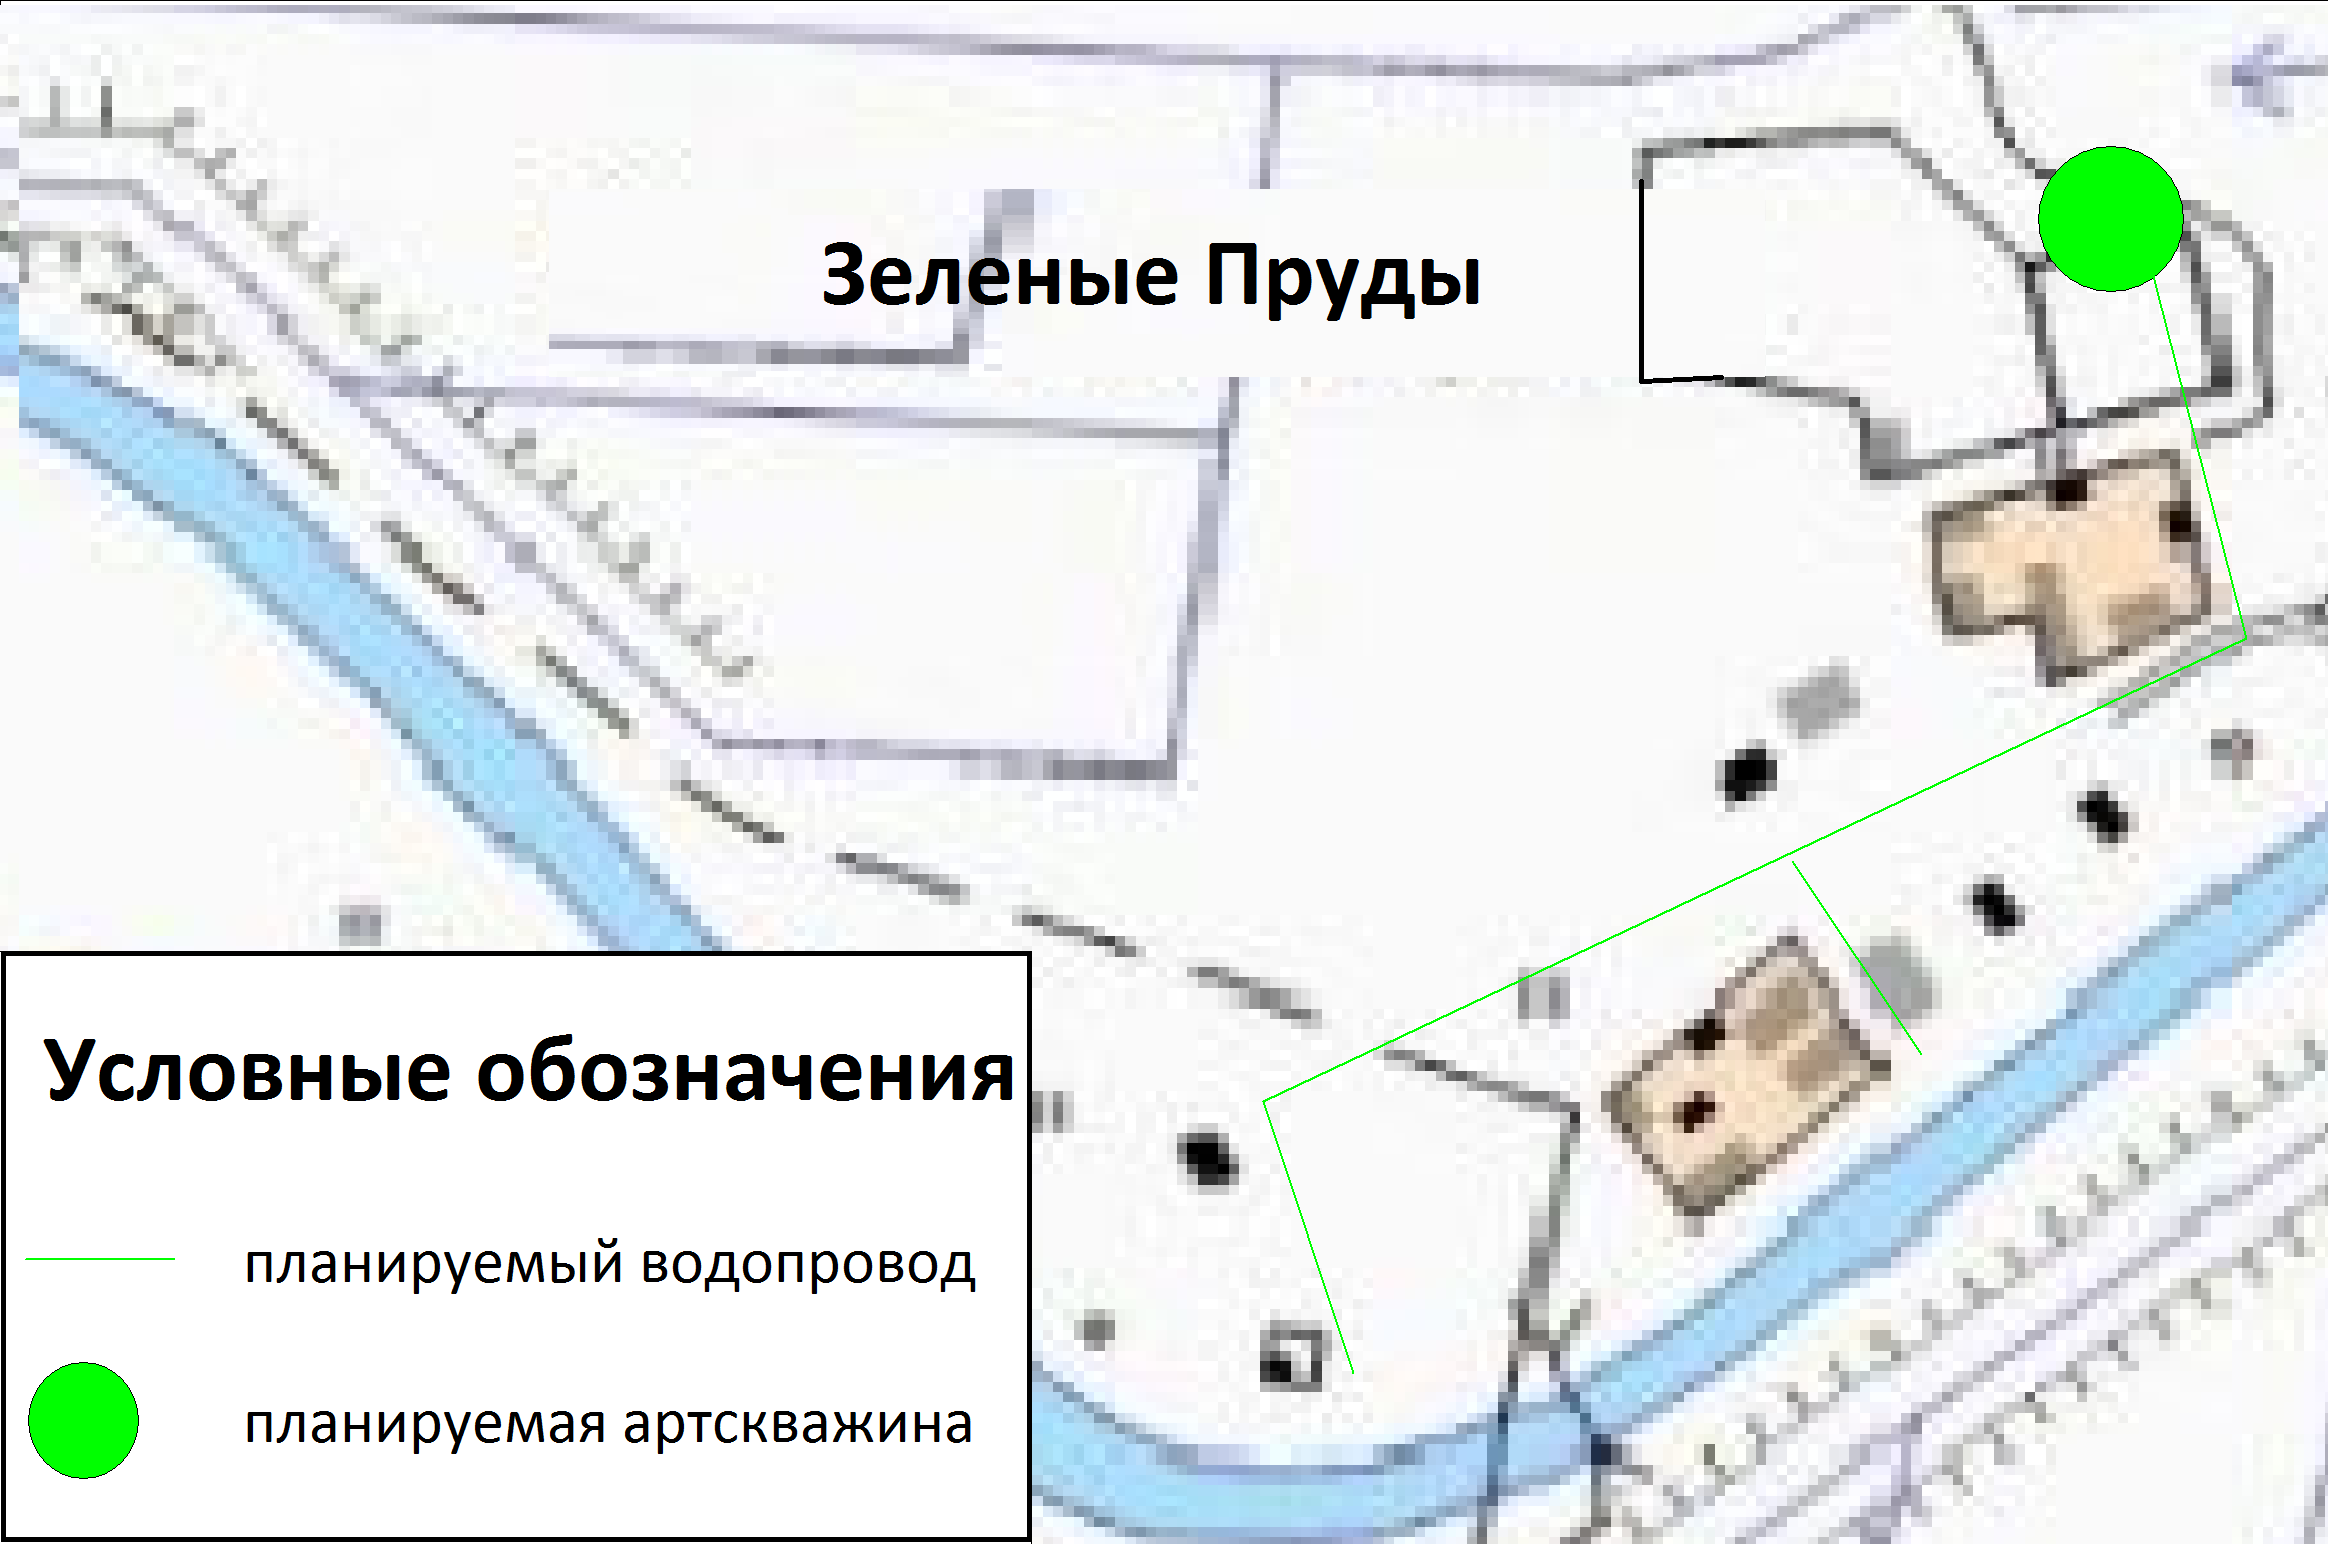 Зеленые Пруды
Условные обозначения
планируемый водопровод
планируемая артскважина